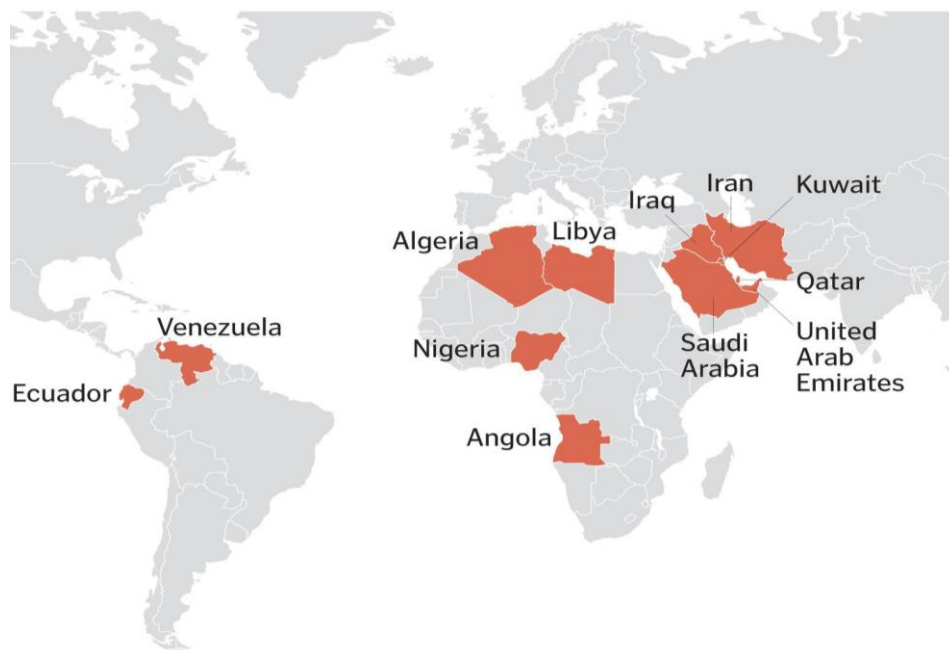 Iran
Kuwait
Iraq
Algeria
Libya
Qatar
Venezuela
Nigeria
Saudi
Arabia
United
Arab
Emirates
Ecuador
Angola